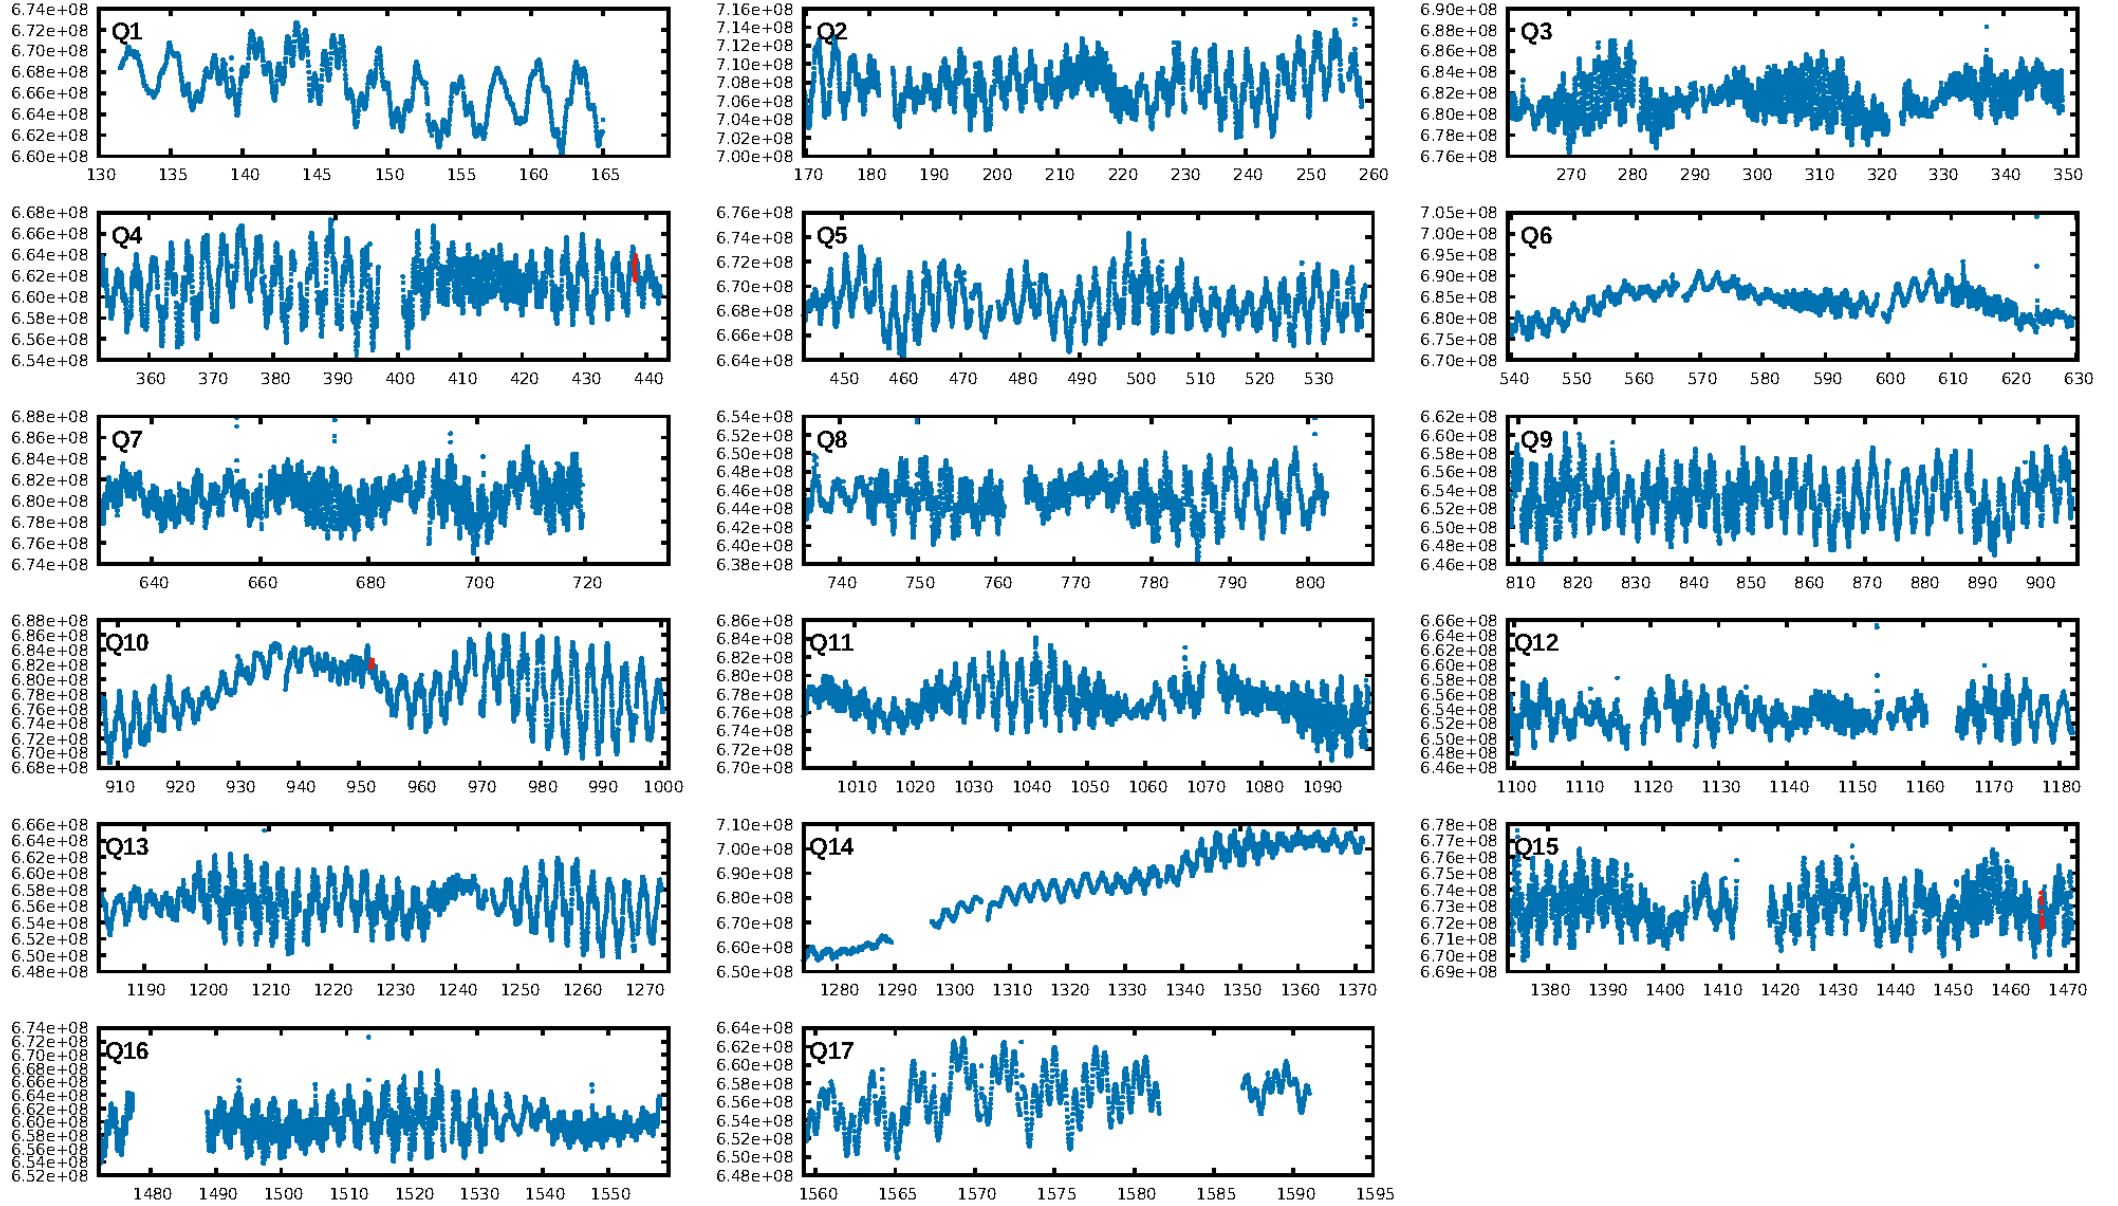 6.74e+08
6.72e+08
6.70e+08
6.68e+08
6.66e+08
6.64e+08
6.62e+08
6.60e+08
Q1
130 135 140 145 150 155 160 165
7.16e+08
7.14e+08
7.12e+08
7.10e+08
7.08e+08
7.06e+08
7.04e+08
7.02e+08
7.00e+08
Q2
170 180 190 200 210 220 230 240 250 260
6.90e+08
6.88e+08
6.86e+08
6.84e+08
6.82e+08
6.80e+08
6.78e+08
6.76e+08
Q3
270 280 290 300 310 320 330 340 350
6.68e+08
6.66e+08
6.64e+08
6.62e+08
6.60e+08
6.58e+08
6.56e+08
6.54e+08
Q4
360 370 380 390 400 410 420 430 440
6.76e+08
6.74e+08
6.72e+08
6.70e+08
6.68e+08
6.66e+08
6.64e+08
Q5
450 460 470 480 490 500 510 520 530
7.05e+08
7.00e+08
6.95e+08
6.90e+08
6.85e+08
6.80e+08
6.75e+08
6.70e+08
Q6
540 550 560 570 580 590 600 610 620 630
6.88e+08
6.86e+08
6.84e+08
6.82e+08
6.80e+08
6.78e+08
6.76e+08
6.74e+08
Q7
640 660 680 700 720
6.54e+08
6.52e+08
6.50e+08
6.48e+08
6.46e+08
6.44e+08
6.42e+08
6.40e+08
6.38e+08
Q8
740 750 760 770 780 790 800
6.62e+08
6.60e+08
6.58e+08
6.56e+08
6.54e+08
6.52e+08
6.50e+08
6.48e+08
6.46e+08
Q9
810 820 830 840 850 860 870 880 890 900
6.88e+08
6.86e+08
6.84e+08
6.82e+08
6.80e+08
6.78e+08
6.76e+08
6.74e+08
6.72e+08
6.70e+08
6.68e+08
Q10
910 920 930 940 950 960 970 980 990 1000
6.86e+08
6.84e+08
6.82e+08
6.80e+08
6.78e+08
6.76e+08
6.74e+08
6.72e+08
6.70e+08
Q11
1010 1020 1030 1040 1050 1060 1070 1080 1090
6.66e+08
6.64e+08
6.62e+08
6.60e+08
6.58e+08
6.56e+08
6.54e+08
6.52e+08
6.50e+08
6.48e+08
6.46e+08
Q12
1100 1110 1120 1130 1140 1150 1160 1170 1180
6.66e+08
6.64e+08
6.62e+08
6.60e+08
6.58e+08
6.56e+08
6.54e+08
6.52e+08
6.50e+08
6.48e+08
Q13
1190 1200 1210 1220 1230 1240 1250 1260 1270
7.10e+08
7.00e+08
6.90e+08
6.80e+08
6.70e+08
6.60e+08
6.50e+08
Q14
1280 1290 1300 1310 1320 1330 1340 1350 1360 1370
6.78e+08
6.77e+08
6.76e+08
6.75e+08
6.74e+08
6.73e+08
6.72e+08
6.71e+08
6.70e+08
6.69e+08
Q15
1380 1390 1400 1410 1420 1430 1440 1450 1460 1470
6.74e+08
6.72e+08
6.70e+08
6.68e+08
6.66e+08
6.64e+08
6.62e+08
6.60e+08
6.58e+08
6.56e+08
6.54e+08
6.52e+08
Q16
1480 1490 1500 1510 1520 1530 1540 1550
6.64e+08
6.62e+08
6.60e+08
6.58e+08
6.56e+08
6.54e+08
6.52e+08
6.50e+08
6.48e+08
Q17
1560 1565 1570 1575 1580 1585 1590 1595